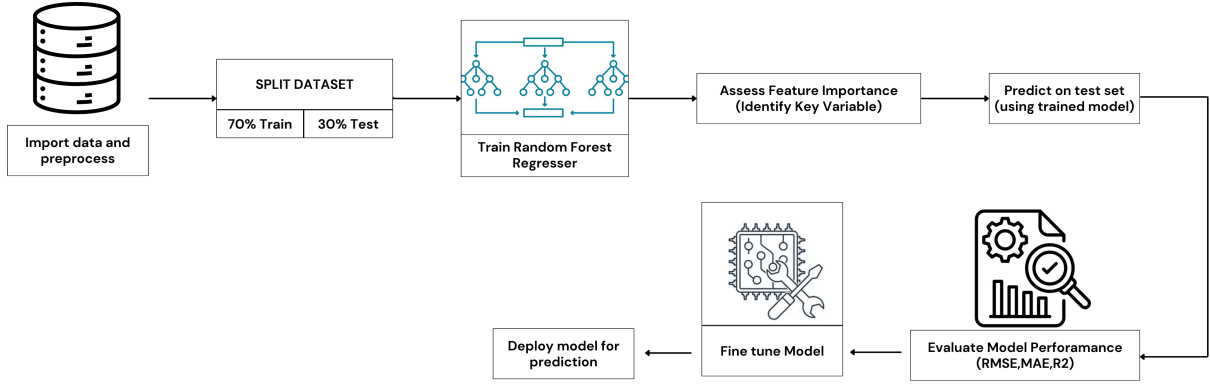 Import data and
preprocess
SPLIT DATASET
70% Train
30% Test
Train Random Forest
Regresser
Assess Feature Importance
(Identify Key Variable)
Predict on test set
(using trained model)
Evaluate Model Perforamance
(RMSE,MAE,R2)
Fine tune Model
Deploy model for
prediction